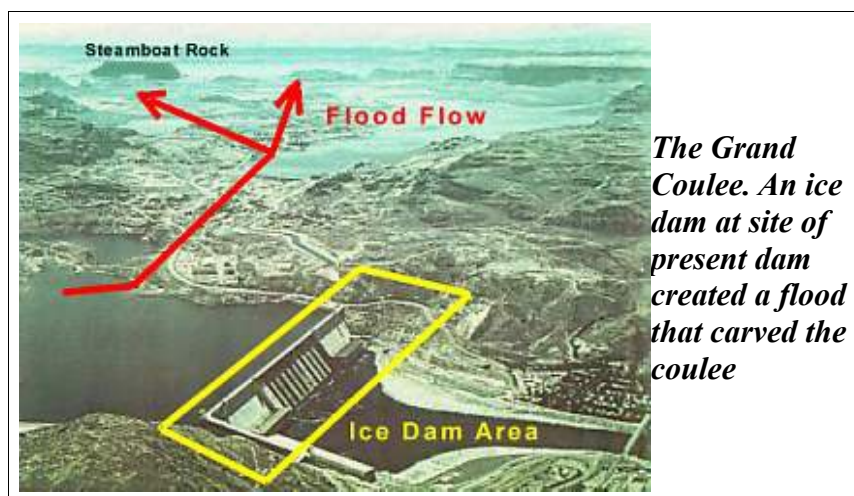 Steamboat Rock
Flood Flow
Ice Dam Area
The Grand
Coulee. An ice
dam at site of
present dam
created a flood
that carved the
coulee